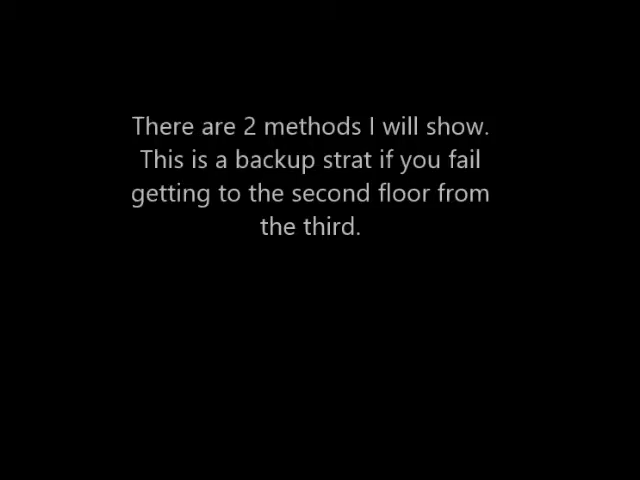 There are 2 methods I will show.
This is a backup strat if you fail
getting to the second floor from
the third.